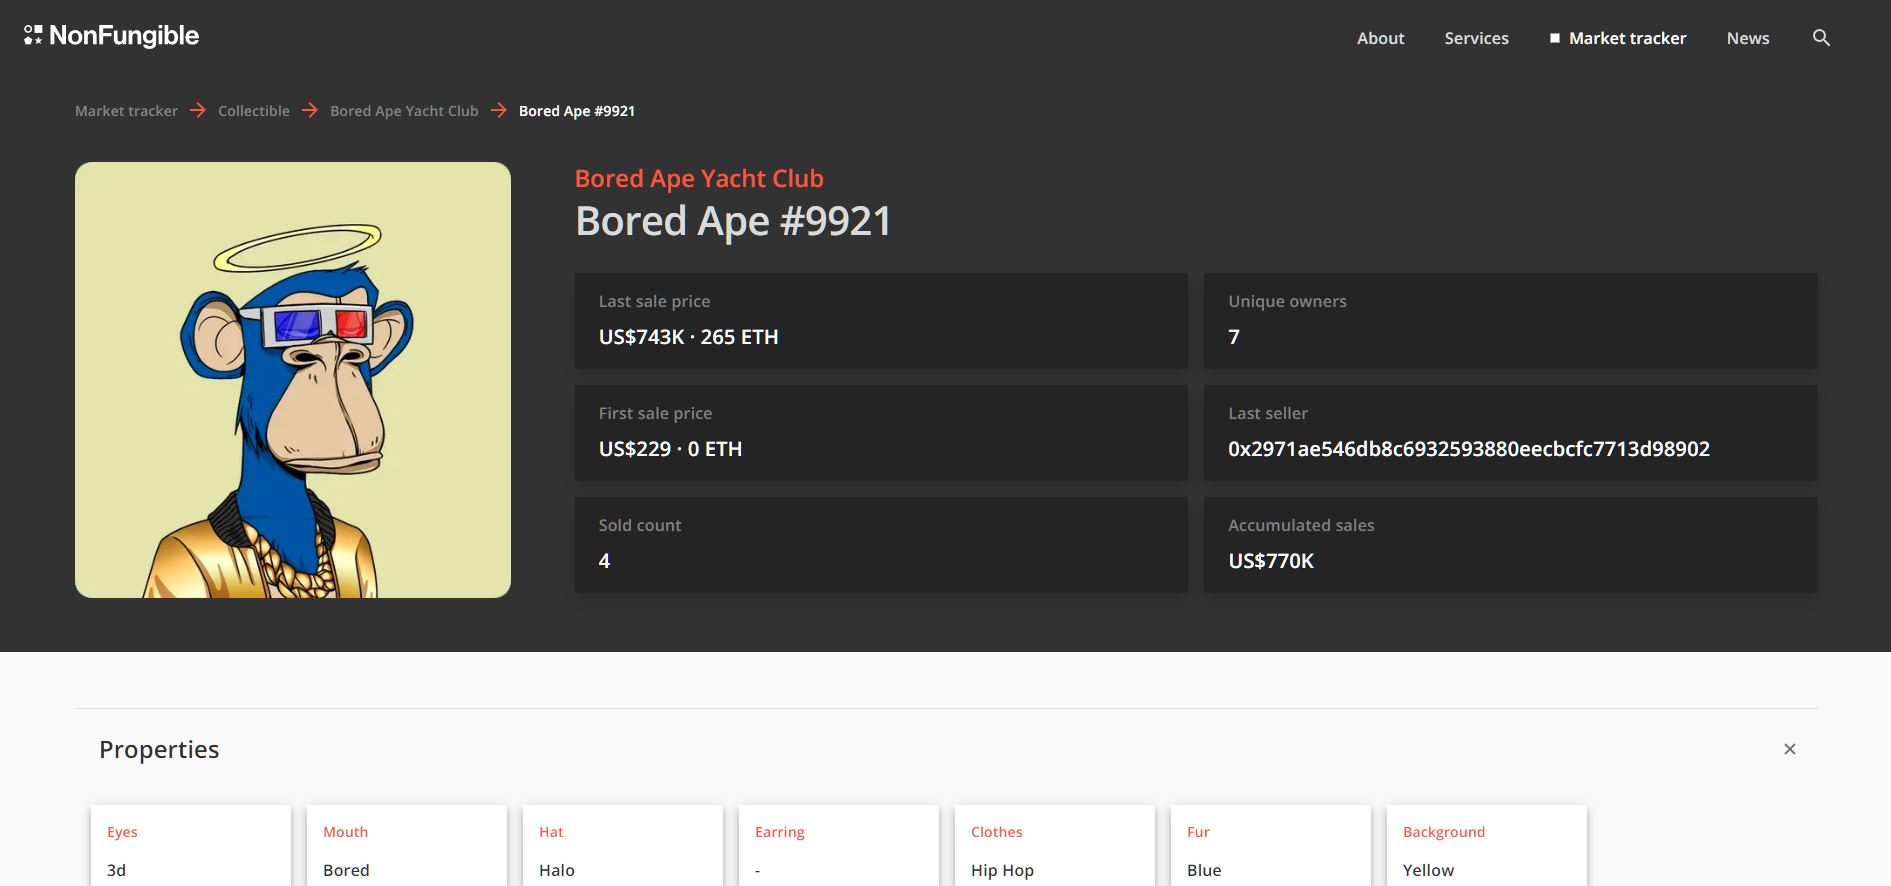 NonFungible
About Services Market tracker News
Market tracker Collectible Bored Ape Yacht Club Bored Ape #9921
Bored Ape Yacht Club
Bored Ape #9921
Last sale price
US$743K · 265 ETH
Unique owners
7
First sale price
US$229 · 0 ETH
Last seller
0x2971ae546db8c6932593880eecbcfc7713d98902
Sold count
4
Accumulated sales
US$770K
Properties
Eyes
3d
Mouth
Bored
Hat
Halo
Earring
-
Clothes
Hip Hop
Fur
Blue
Background
Yellow